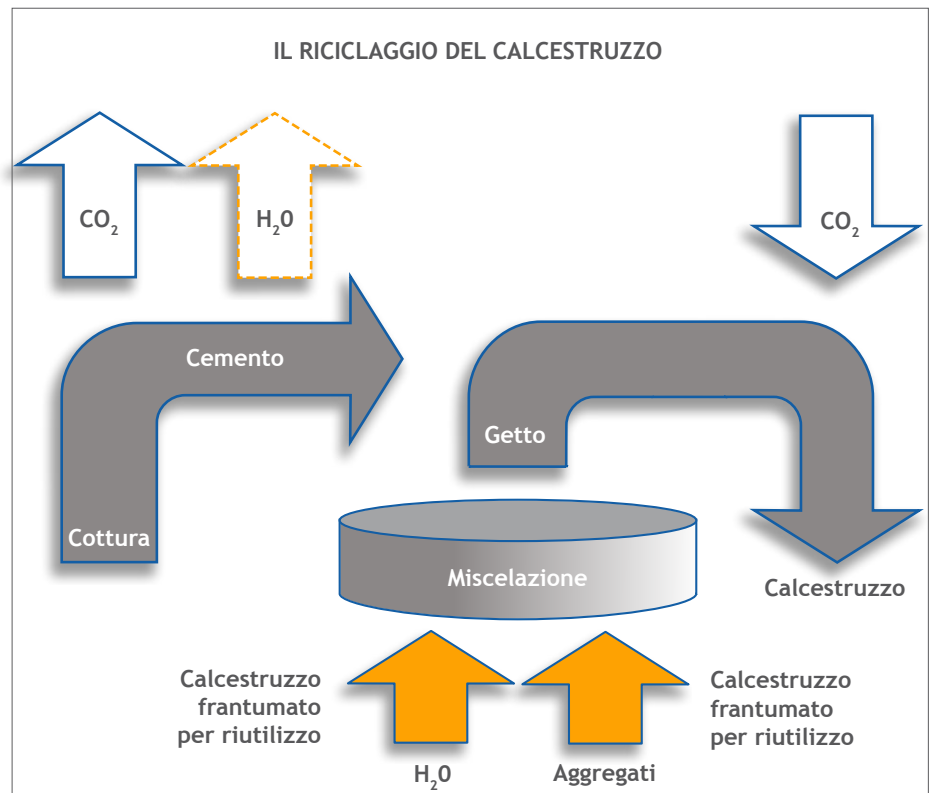 IL RICICLAGGIO DEL CALCESTRUZZO
CO₂
H₂0
CO₂
Cemento
Getto
Cottura
Miscelazione
Calcestruzzo
Calcestruzzo
frantumato
per riutilizzo
Calcestruzzo
frantumato
per riutilizzo
H₂0
Aggregati